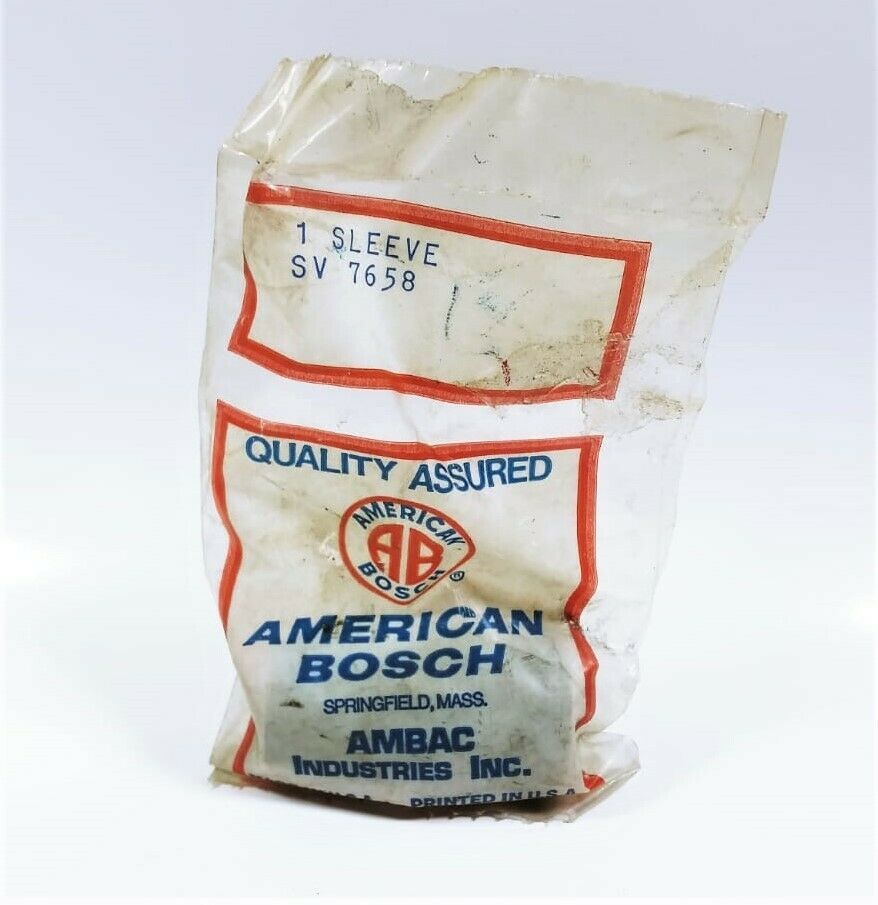 1 SLEEVE
SV 7658
QUALITY ASSURED
AMERICAN
AB
BOSCH ®
AMERICAN
BOSCH
SPRINGFIELD, MASS.
AMBAC
INDUSTRIES INC.
PRINTED IN U.S.A